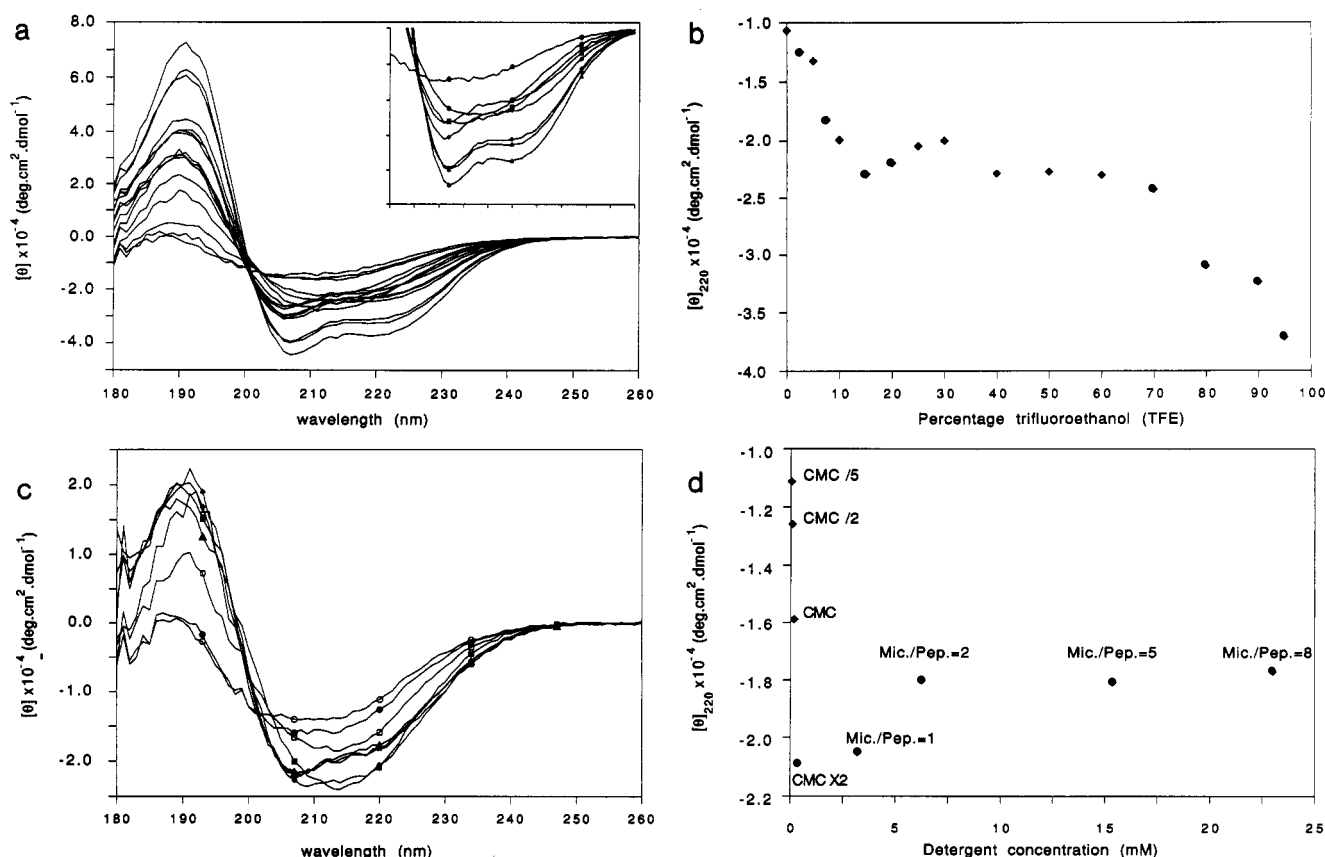 a
8.0
6.0
4.0
2.0
0.0
-2.0
-4.0
[θ] x10⁻⁴ (deg.cm².dmol⁻¹)
180 190 200 210 220 230 240 250 260
wavelength (nm)
b
-1.0
-1.5
-2.0
-2.5
-3.0
-3.5
-4.0
[θ]₂₂₀ x10⁻⁴ (deg.cm².dmol⁻¹)
0 10 20 30 40 50 60 70 80 90 100
Percentage trifluoroethanol (TFE)
c
2.0
1.0
0.0
-1.0
-2.0
[θ] x10⁻⁴ (deg.cm².dmol⁻¹)
180 190 200 210 220 230 240 250 260
wavelength (nm)
d
-1.0
-1.2
-1.4
-1.6
-1.8
-2.0
-2.2
[θ]₂₂₀ x10⁻⁴ (deg.cm².dmol⁻¹)
CMC /5
CMC /2
CMC
Mic./Pep.=2
Mic./Pep.=5
Mic./Pep.=8
Mic./Pep.=1
CMC X2
0 5 10 15 20 25
Detergent concentration (mM)